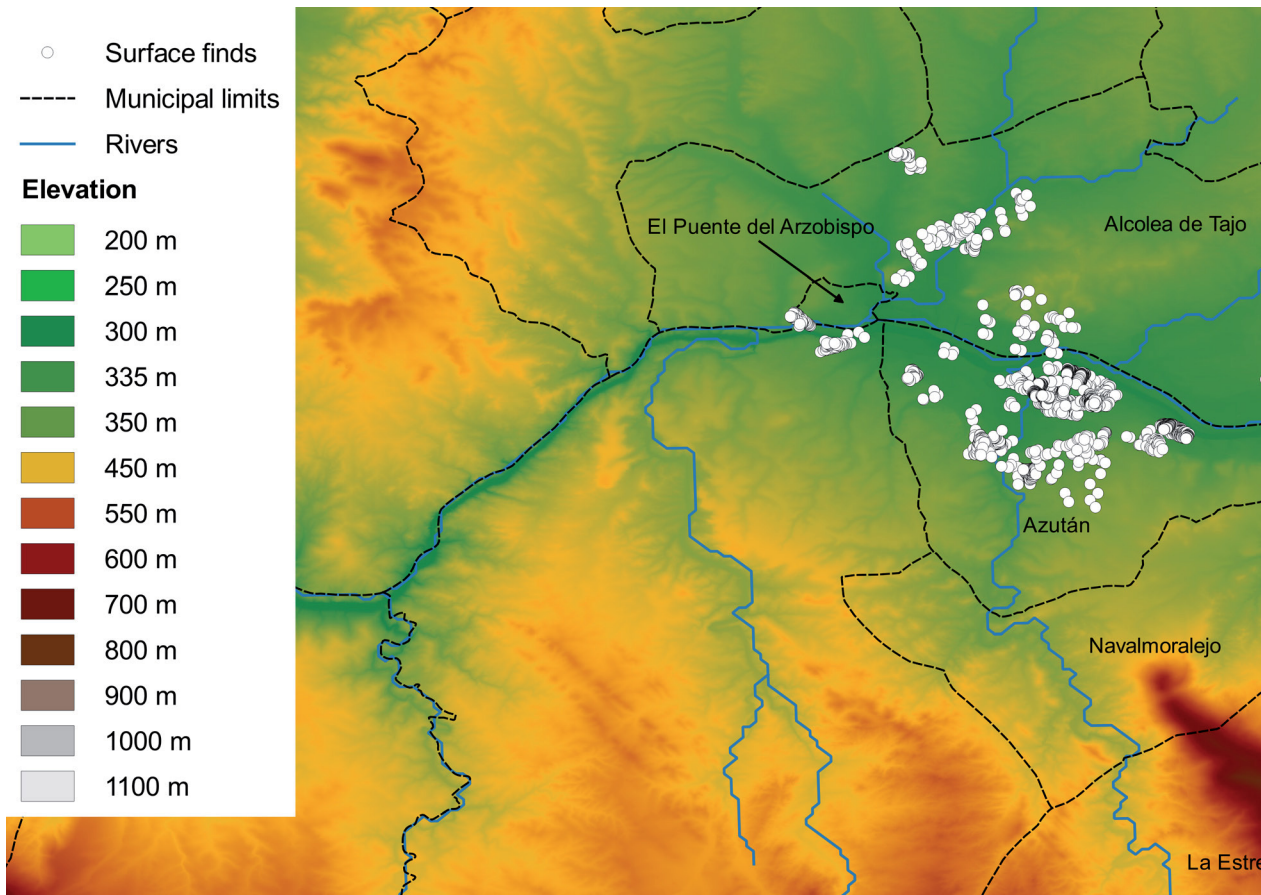 Surface finds
Municipal limits
Rivers
Elevation
200 m
250 m
300 m
335 m
350 m
450 m
550 m
600 m
700 m
800 m
900 m
1000 m
1100 m
El Puente del Arzobispo
Alcolea de Tajo
Azután
Navalmoralejo
La Estre